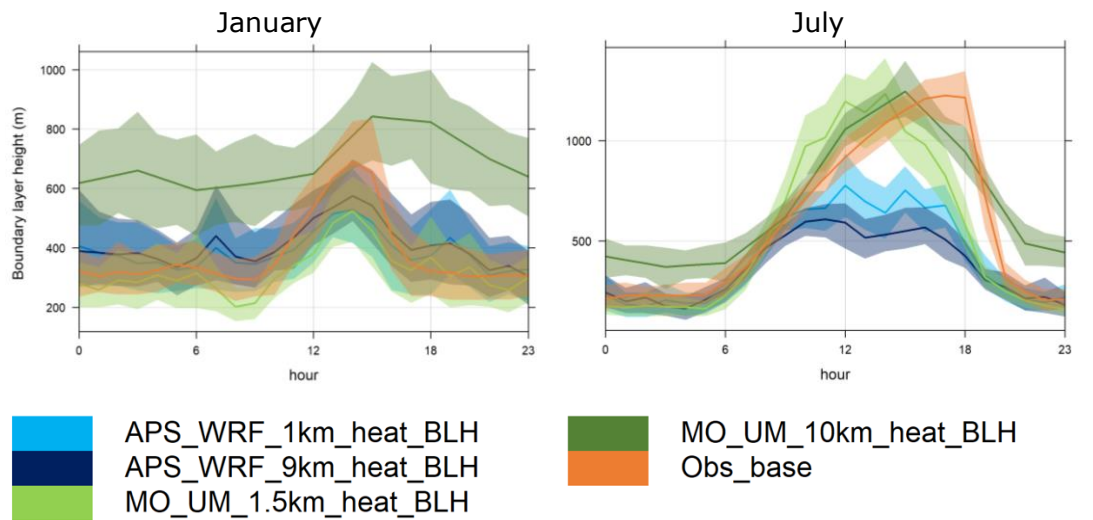 January
July
Boundary layer height (m)
1000
800
600
400
200
0
6
12
18
23
hour
1000
500
0
6
12
18
23
hour
APS_WRF_1km_heat_BLH
APS_WRF_9km_heat_BLH
MO_UM_1.5km_heat_BLH
MO_UM_10km_heat_BLH
Obs_base